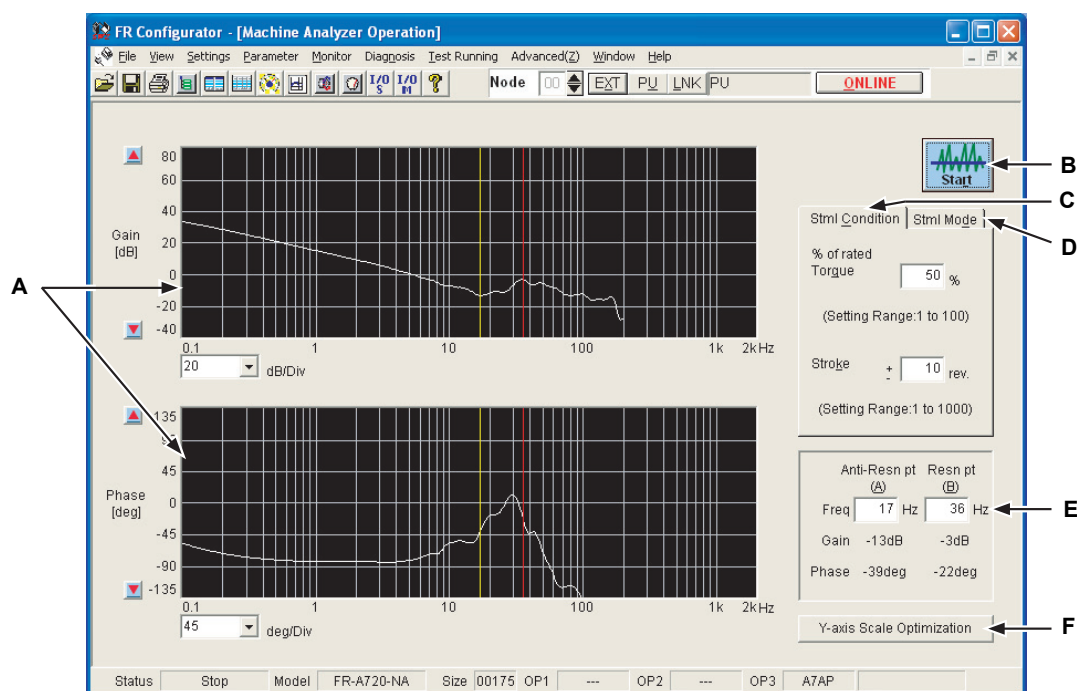 FR Configurator - [Machine Analyzer Operation]
File View Settings Parameter Monitor Diagnosis Test Running Advanced(Z) Window Help
I/O S I/O M ? Node 00 EXT PU LNK PU ONLINE
80
60
40
20
0
-20
-40
Gain
[dB]
0.1 1 10 100 1k 2kHz
20 dB/Div
135
45
0
-45
-90
-135
Phase
[deg]
0.1 1 10 100 1k 2kHz
45 deg/Div
A
Start
B
C
Stml Condition Stml Mode
D
% of rated
Torque 50 %
(Setting Range:1 to 100)
Stroke + - 10 rev.
(Setting Range:1 to 1000)
Anti-Resn pt Resn pt
(A) (B)
Freq 17 Hz 36 Hz
E
Gain -13dB -3dB
Phase -39deg -22deg
Y-axis Scale Optimization
F
Status Stop Model FR-A720-NA Size 00175 OP1 --- OP2 --- OP3 A7AP